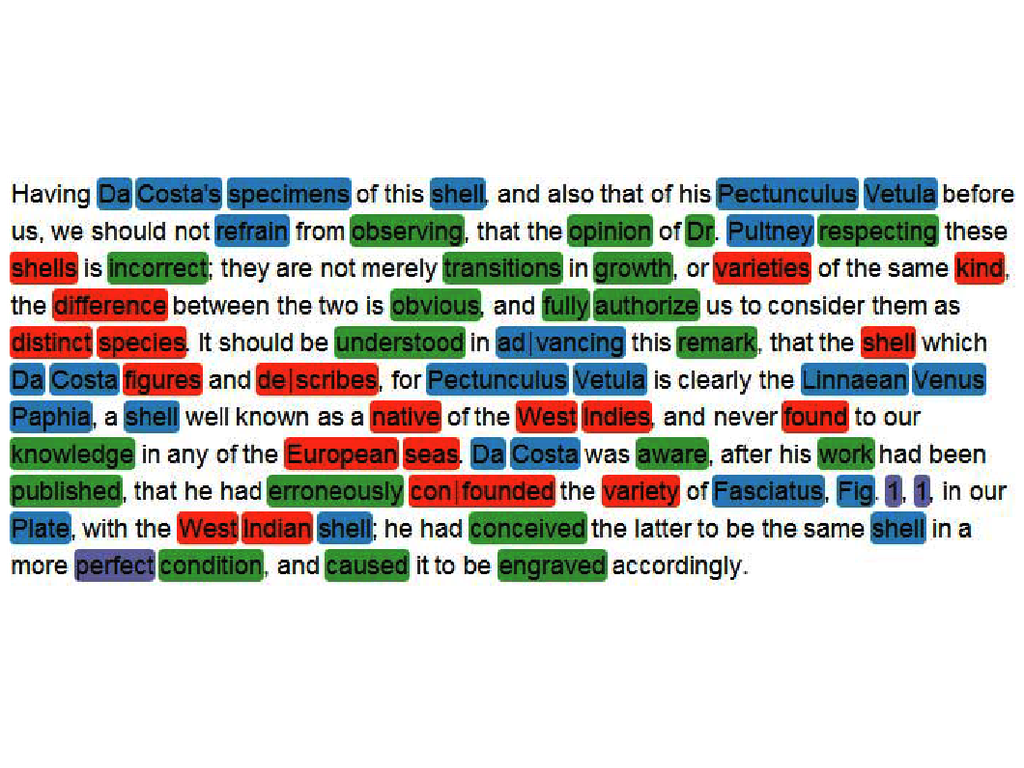 Having Da Costa's specimens of this shell, and also that of his Pectunculus Vetula before
us, we should not refrain from observing, that the opinion of Dr. Pultney respecting these
shells is incorrect; they are not merely transitions in growth, or varieties of the same kind,
the difference between the two is obvious, and fully authorize us to consider them as
distinct species. It should be understood in ad|vancing this remark, that the shell which
Da Costa figures and de|scribes, for Pectunculus Vetula is clearly the Linnaean Venus
Paphia, a shell well known as a native of the West Indies, and never found to our
knowledge in any of the European seas. Da Costa was aware, after his work had been
published, that he had erroneously con|founded the variety of Fasciatus, Fig. 1, 1, in our
Plate, with the West Indian shell; he had conceived the latter to be the same shell in a
more perfect condition, and caused it to be engraved accordingly.